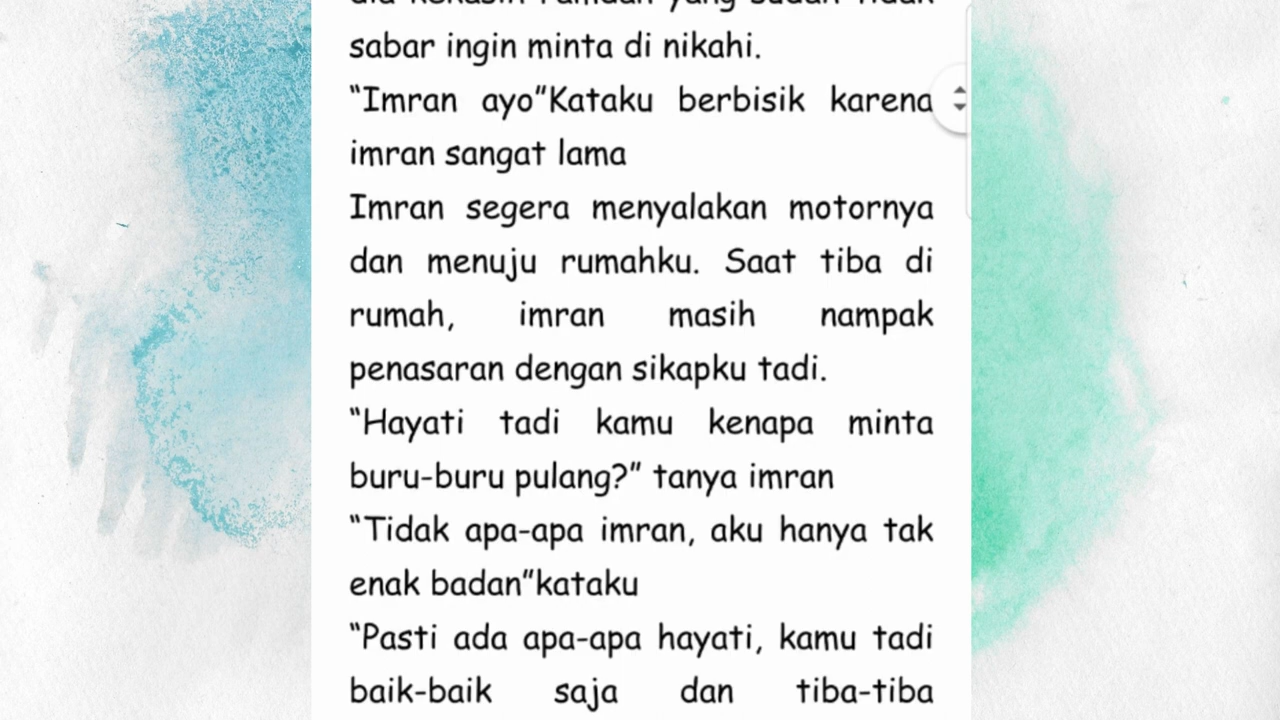 sabar ingin minta di nikahi.
“Imran ayo”Kataku berbisik karena
imran sangat lama
Imran segera menyalakan motornya
dan menuju rumahku. Saat tiba di
rumah, imran masih nampak
penasaran dengan sikapku tadi.
“Hayati tadi kamu kenapa minta
buru-buru pulang?” tanya imran
“Tidak apa-apa imran, aku hanya tak
enak badan”kataku
“Pasti ada apa-apa hayati, kamu tadi
baik-baik saja dan tiba-tiba